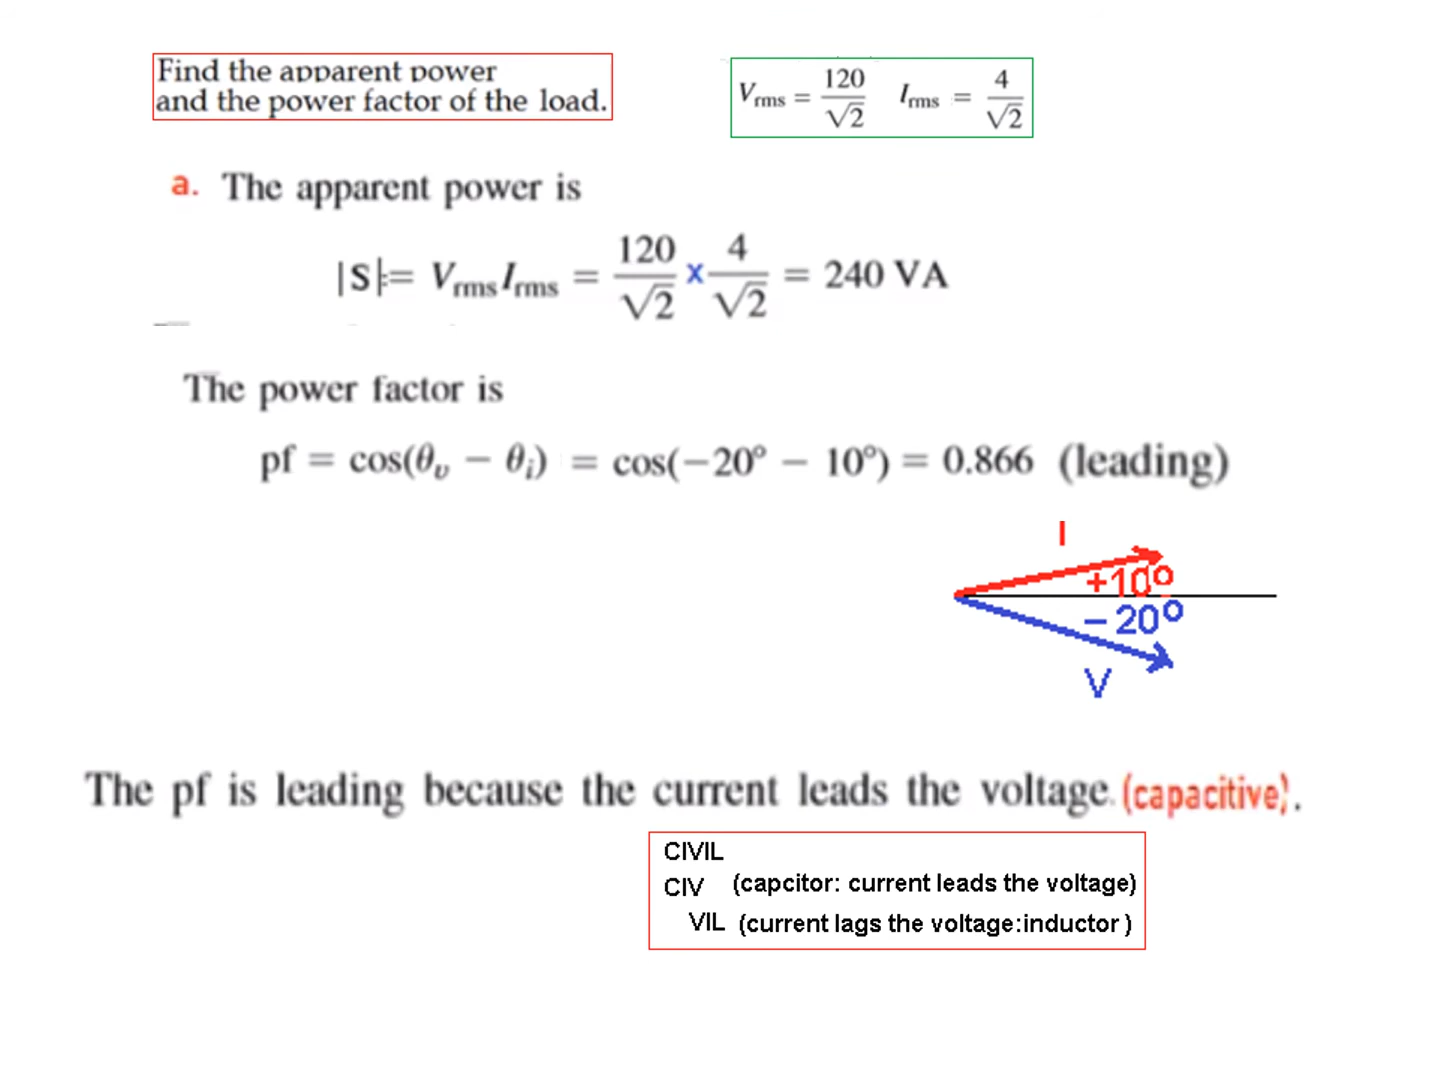 Find the apparent power
and the power factor of the load.
Vrms = 120/√2 Irms = 4/√2
a. The apparent power is
|S|= Vrms Irms = 120/√2 x 4/√2 = 240 VA
The power factor is
pf = cos(θv − θi) = cos(−20° − 10°) = 0.866 (leading)
I
+10°
−20°
V
The pf is leading because the current leads the voltage. (capacitive).
CIVIL
CIV (capcitor: current leads the voltage)
VIL (current lags the voltage:inductor )